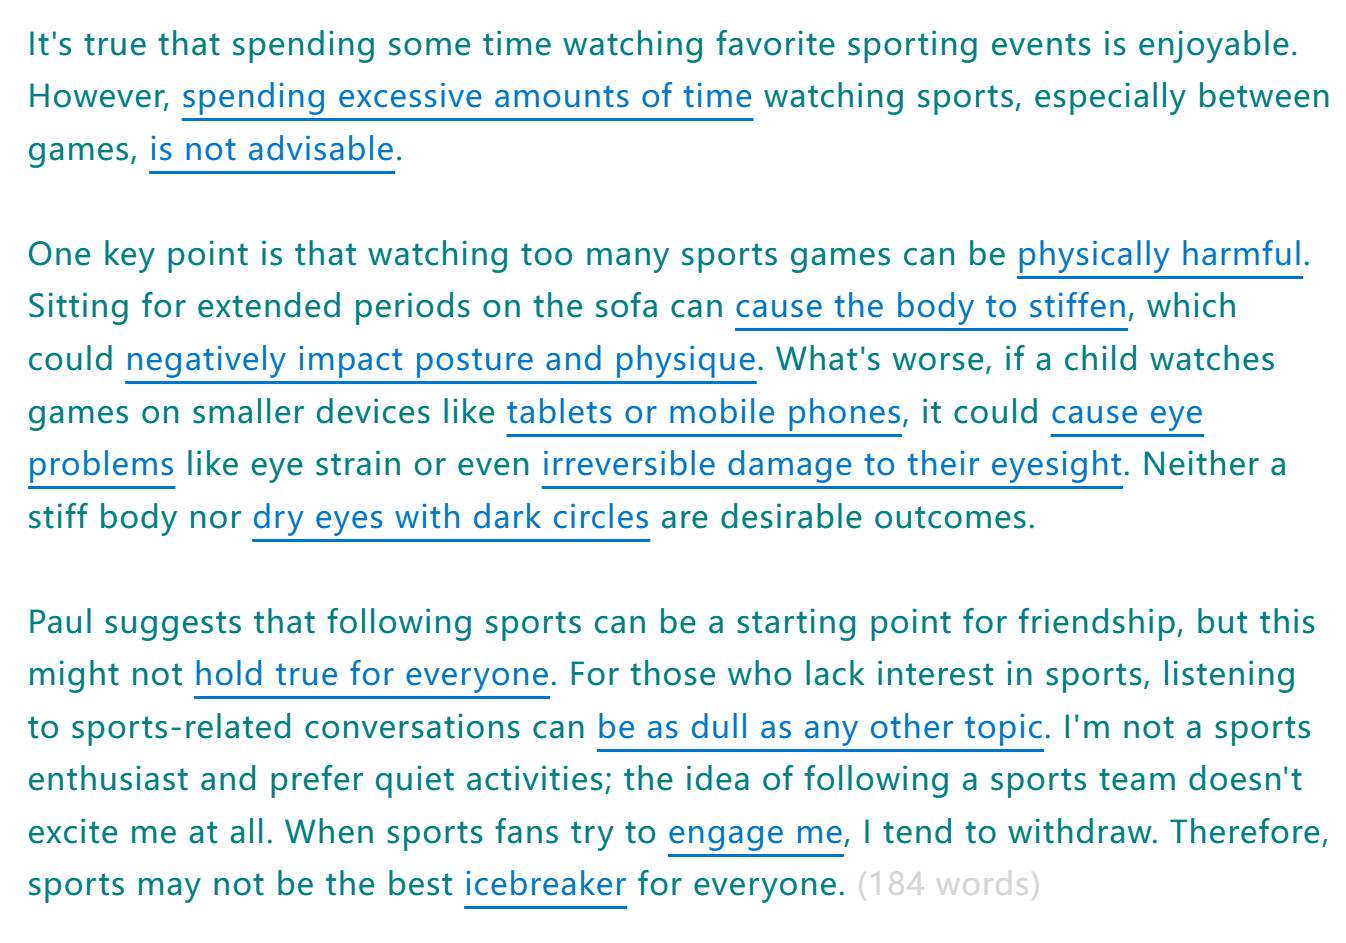 It's true that spending some time watching favorite sporting events is enjoyable.
However, spending excessive amounts of time watching sports, especially between
games, is not advisable.
One key point is that watching too many sports games can be physically harmful.
Sitting for extended periods on the sofa can cause the body to stiffen, which
could negatively impact posture and physique. What's worse, if a child watches
games on smaller devices like tablets or mobile phones, it could cause eye
problems like eye strain or even irreversible damage to their eyesight. Neither a
stiff body nor dry eyes with dark circles are desirable outcomes.
Paul suggests that following sports can be a starting point for friendship, but this
might not hold true for everyone. For those who lack interest in sports, listening
to sports-related conversations can be as dull as any other topic. I'm not a sports
enthusiast and prefer quiet activities; the idea of following a sports team doesn't
excite me at all. When sports fans try to engage me, I tend to withdraw. Therefore,
sports may not be the best icebreaker for everyone. (184 words)